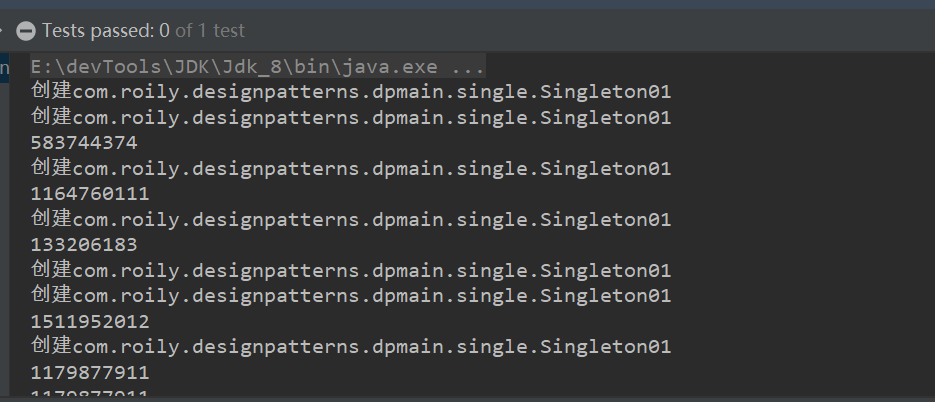 Tests passed: 0 of 1 test
E:\devTools\JDK\Jdk_8\bin\java.exe ...
创建com.roily.designpatterns.dpmain.single.Singleton01
创建com.roily.designpatterns.dpmain.single.Singleton01
583744374
创建com.roily.designpatterns.dpmain.single.Singleton01
1164760111
创建com.roily.designpatterns.dpmain.single.Singleton01
133206183
创建com.roily.designpatterns.dpmain.single.Singleton01
创建com.roily.designpatterns.dpmain.single.Singleton01
1511952012
创建com.roily.designpatterns.dpmain.single.Singleton01
1179877911
1179877911